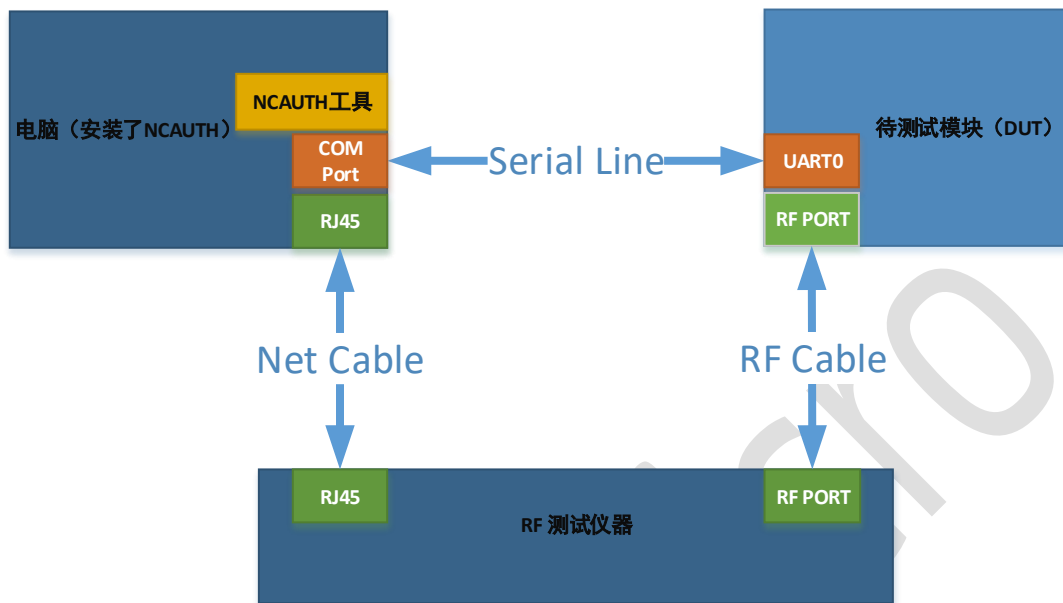 NCAUTH工具
电脑（安装了NCAUTH）
COM
Port
RJ45
Serial Line
待测试模块（DUT）
UART0
RF PORT
Net Cable
RF Cable
RJ45
RF PORT
RF 测试仪器